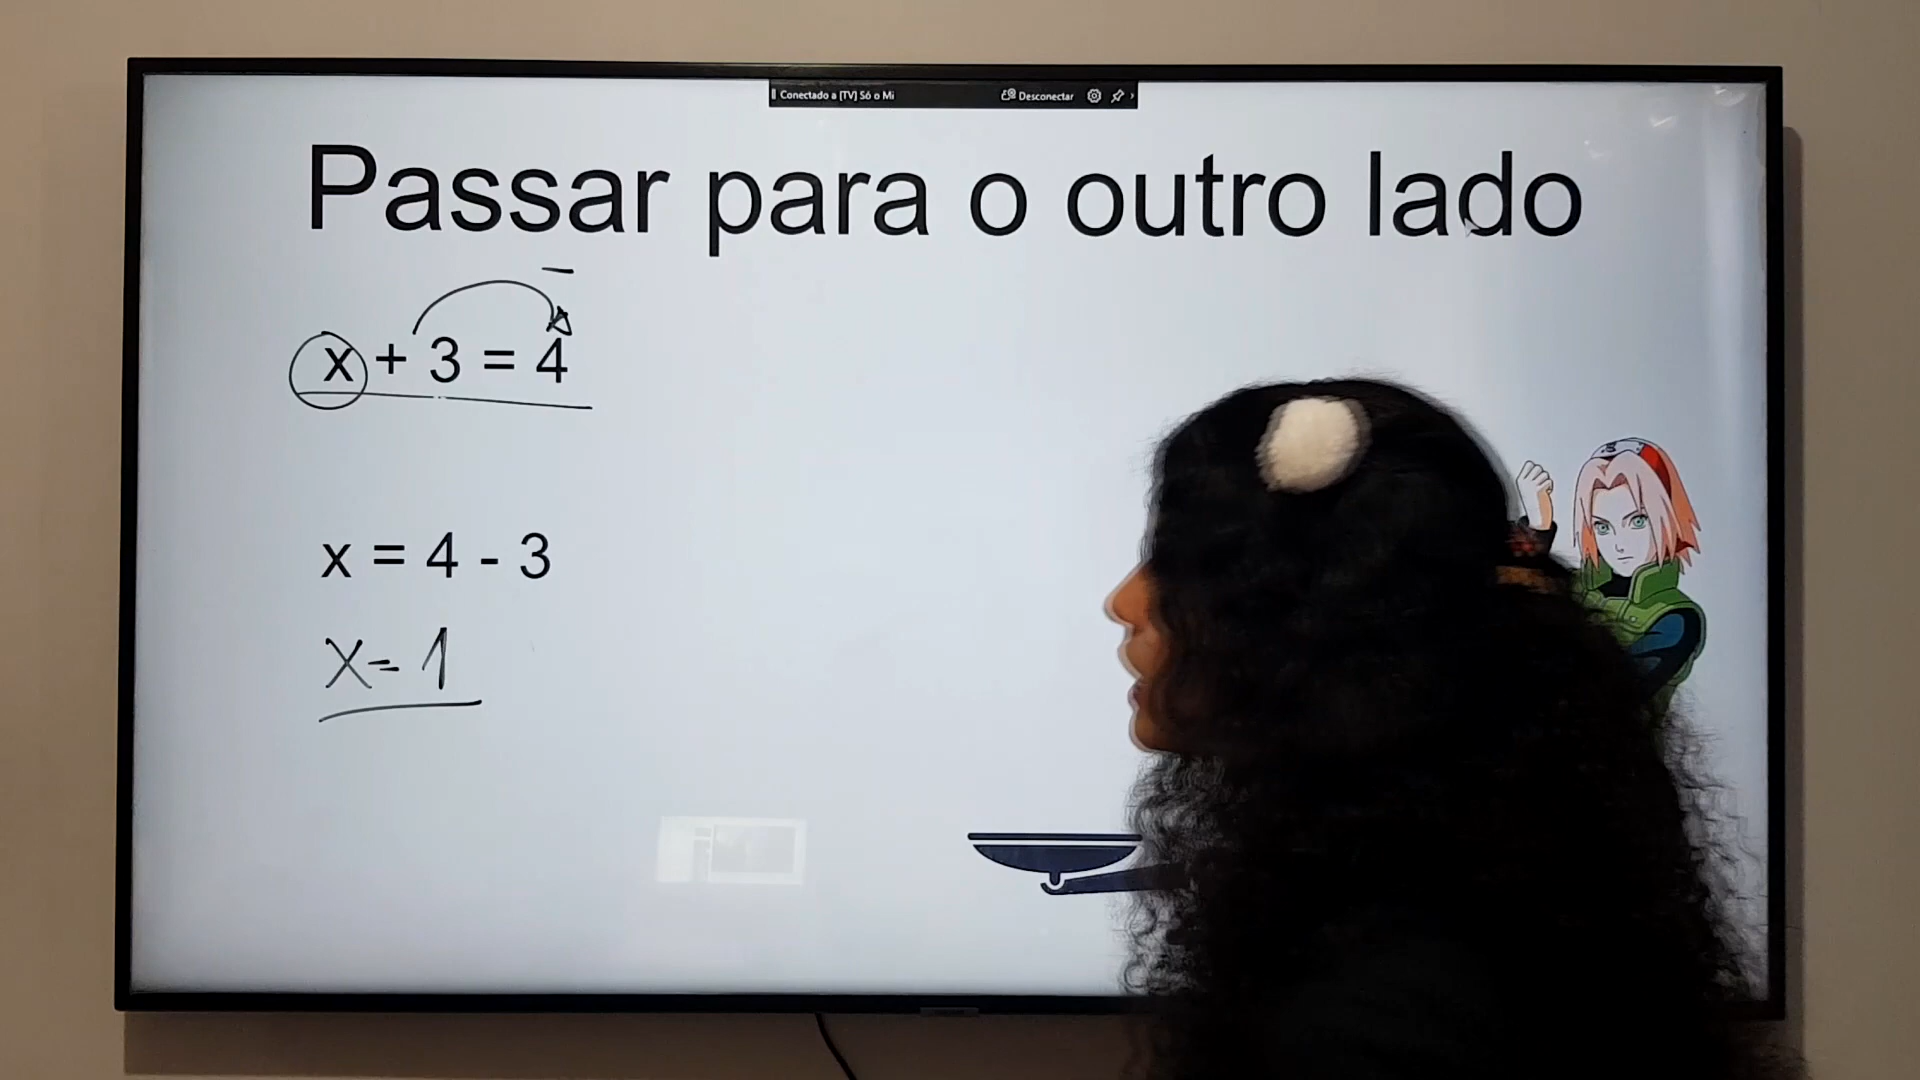 Conectado a [TV] Só o Mi Desconectar
Passar para o outro lado
-
x + 3 = 4
x = 4 - 3
x = 1